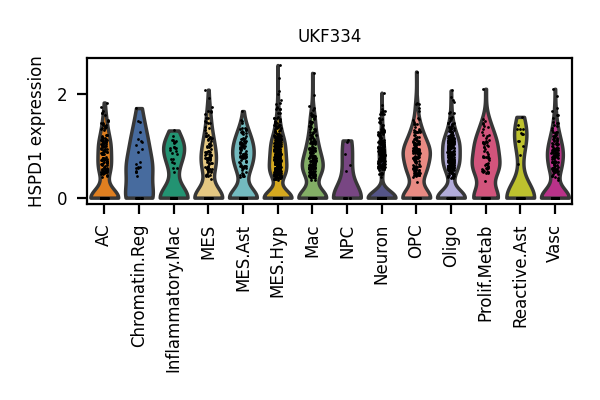 UKF334
HSPD1 expression
2
0
AC
Chromatin.Reg
Inflammatory.Mac
MES
MES.Ast
MES.Hyp
Mac
NPC
Neuron
OPC
Oligo
Prolif.Metab
Reactive.Ast
Vasc